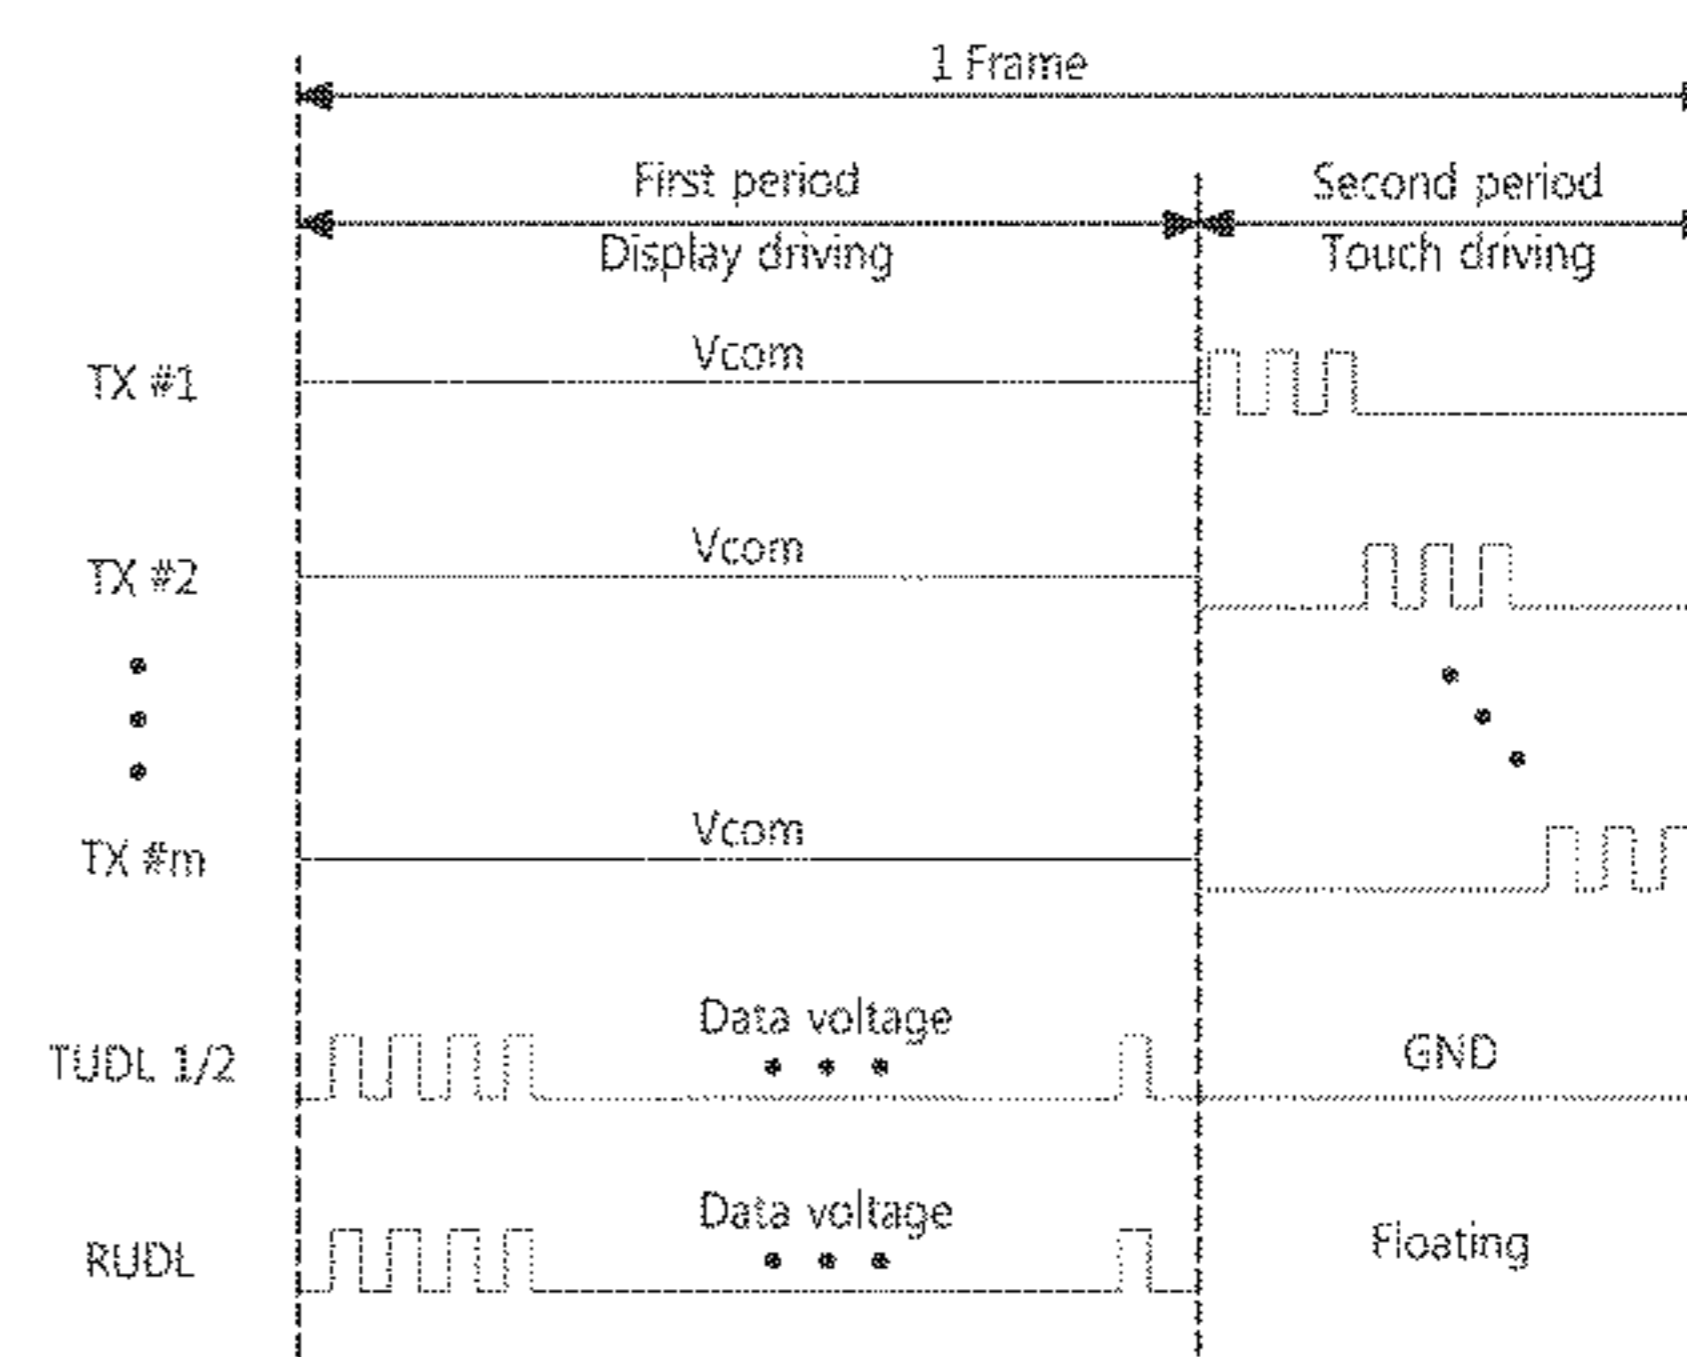 1 Frame
First period
Second period
Display driving
Touch driving
TX #1
Vcom
TX #2
Vcom
TX #m
Vcom
TUDL 1/2
Data voltage
GND
RUDL
Data voltage
Floating